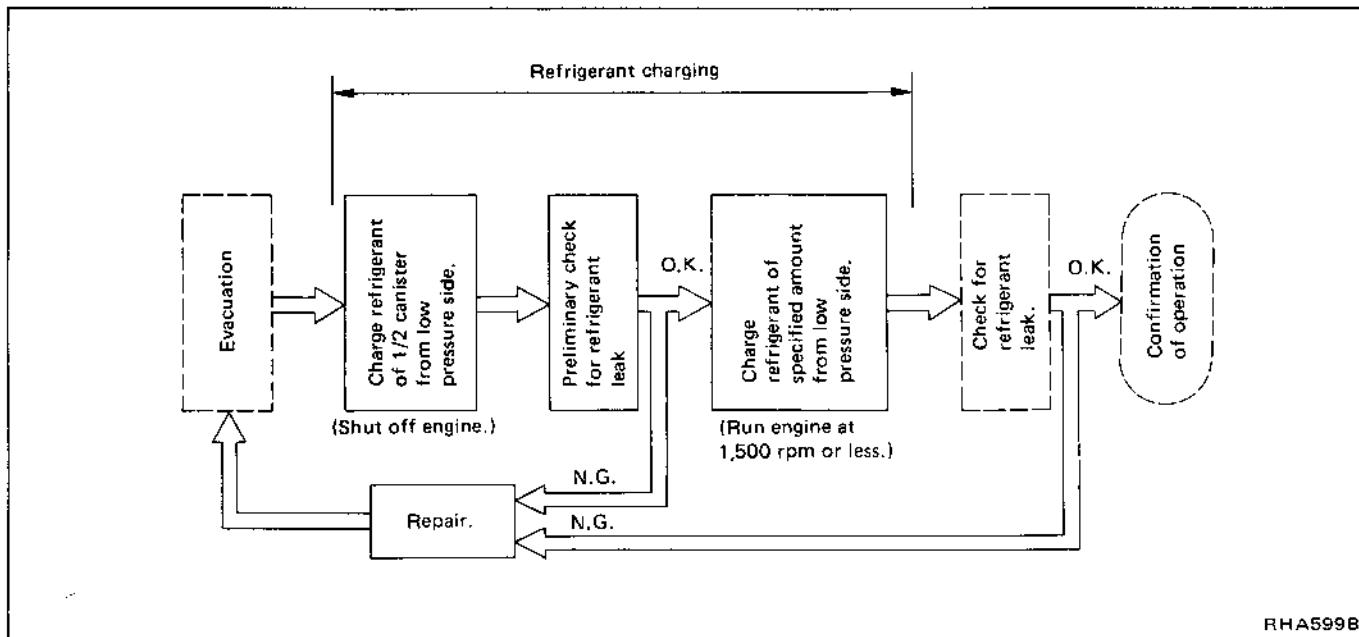 Refrigerant charging
Evacuation
Charge refrigerant
of 1/2 canister
from low
pressure side.
(Shut off engine.)
Preliminary check
for refrigerant
leak
O.K.
N.G.
Charge
refrigerant of
specified amount
from low
pressure side.
(Run engine at
1,500 rpm or less.)
Check for
refrigerant
leak.
O.K.
N.G.
Confirmation
of operation
Repair.
RHA599B